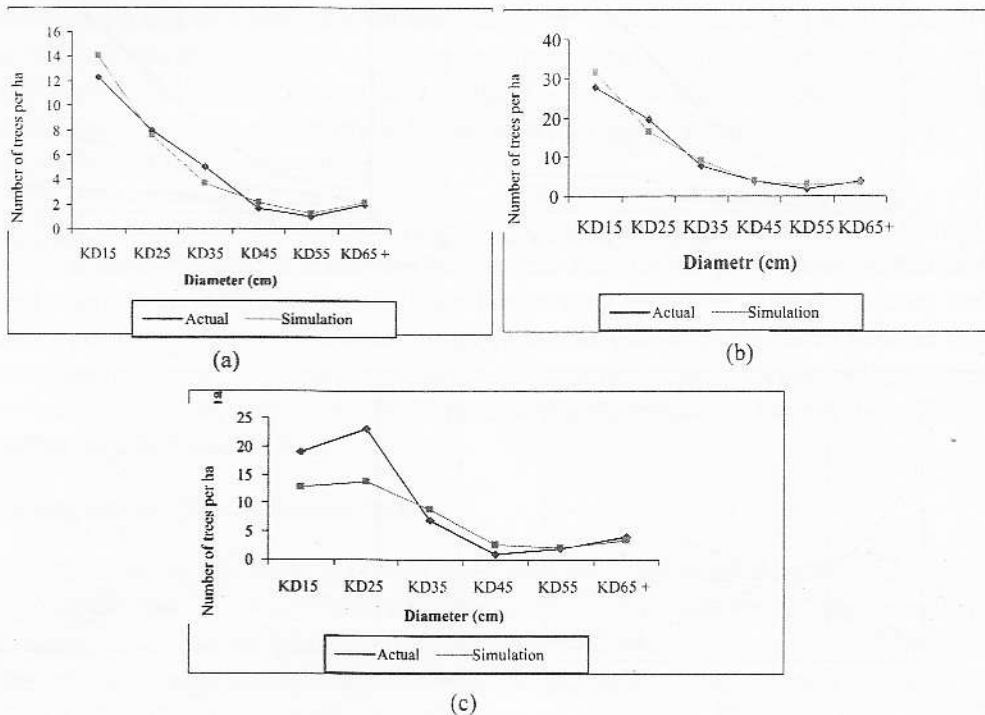 Number of trees per ha
16
14
12
10
8
6
4
2
0
KD15 KD25 KD35 KD45 KD55 KD65 +
Diameter (cm)
Actual Simulation
(a)
Number of trees per ha
40
30
20
10
0
KD15 KD25 KD35 KD45 KD55 KD65+
Diametr (cm)
Actual Simulation
(b)
Number of trees per ha
25
20
15
10
5
0
KD15 KD25 KD35 KD45 KD55 KD65 +
Diameter (cm)
Actual Simulation
(c)